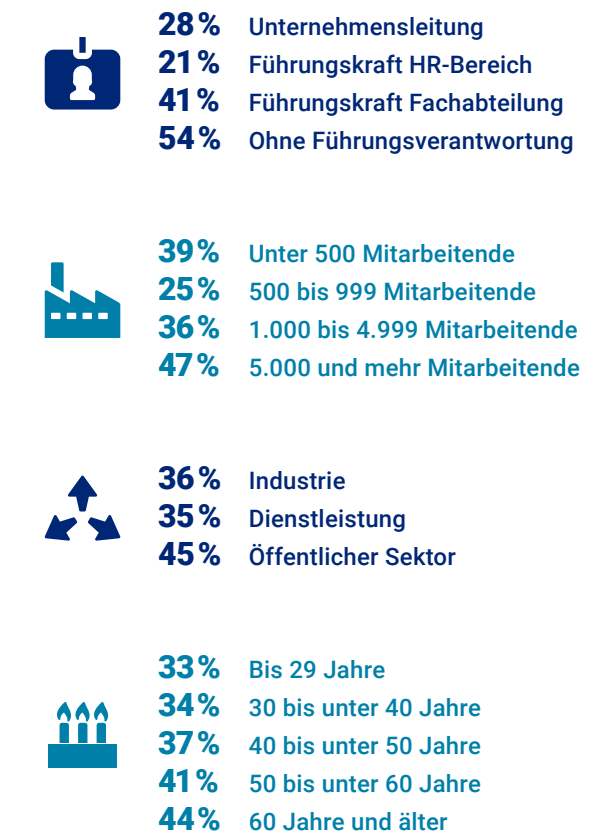 28% Unternehmensleitung
21% Führungskraft HR-Bereich
41% Führungskraft Fachabteilung
54% Ohne Führungsverantwortung
39% Unter 500 Mitarbeitende
25% 500 bis 999 Mitarbeitende
36% 1.000 bis 4.999 Mitarbeitende
47% 5.000 und mehr Mitarbeitende
36% Industrie
35% Dienstleistung
45% Öffentlicher Sektor
33% Bis 29 Jahre
34% 30 bis unter 40 Jahre
37% 40 bis unter 50 Jahre
41% 50 bis unter 60 Jahre
44% 60 Jahre und älter